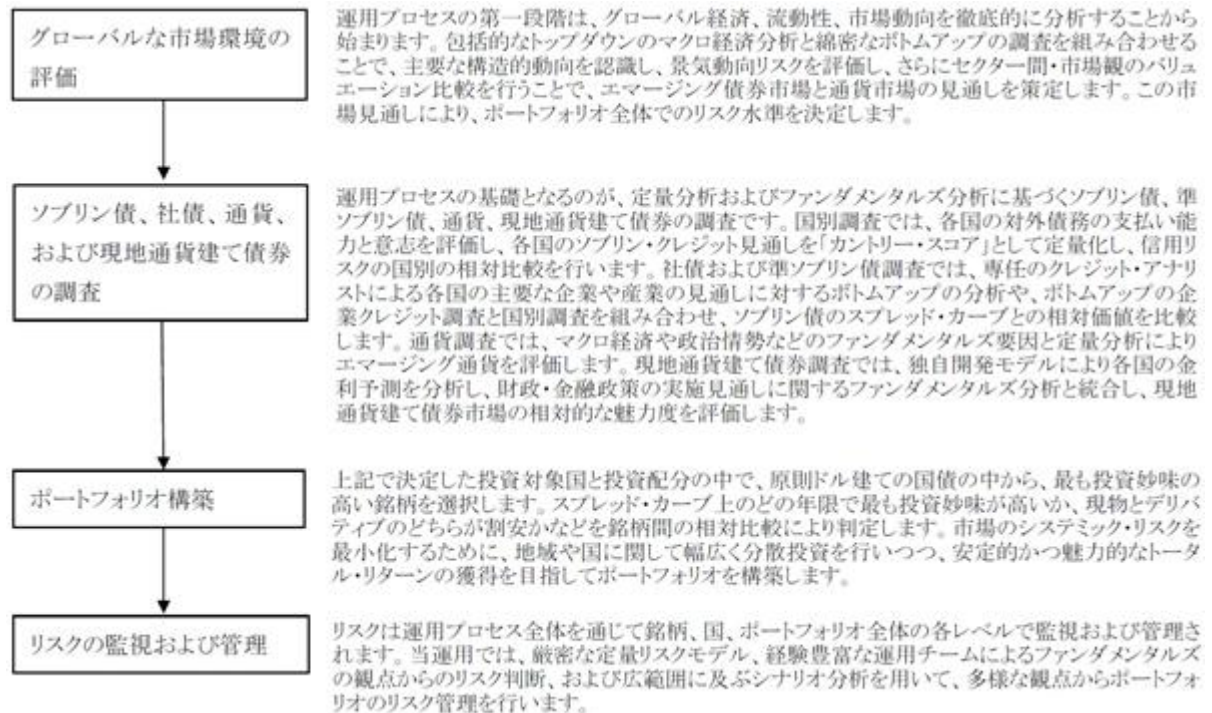 グローバルな市場環境の
評価
運用プロセスの第一段階は、グローバル経済、流動性、市場動向を徹底的に分析することから
始まります。包括的なトップダウンのマクロ経済分析と綿密なボトムアップの調査を組み合わせる
ことで、主要な構造的動向を認識し、景気動向リスクを評価し、さらにセクター間・市場観のバリュ
エーション比較を行うことで、エマージング債券市場と通貨市場の見通しを策定します。この市
場見通しにより、ポートフォリオ全体でのリスク水準を決定します。
ソブリン債、社債、通貨、
および現地通貨建て債券
の調査
運用プロセスの基礎となるのが、定量分析およびファンダメンタルズ分析に基づくソブリン債、準
ソブリン債、通貨、現地通貨建て債券の調査です。国別調査では、各国の対外債務の支払い能
力と意志を評価し、各国のソブリン・クレジット見通しを「カントリー・スコア」として定量化し、信用リ
スクの国別の相対比較を行います。社債および準ソブリン債調査では、専任のクレジット・アナリ
ストによる各国の主要な企業や産業の見通しに対するボトムアップの分析や、ボトムアップの企
業クレジット調査と国別調査を組み合わせ、ソブリン債のスプレッド・カーブとの相対価値を比較
します。通貨調査では、マクロ経済や政治情勢などのファンダメンタルズ要因と定量分析により
エマージング通貨を評価します。現地通貨建て債券調査では、独自開発モデルにより各国の金
利予測を分析し、財政・金融政策の実施見通しに関するファンダメンタルズ分析と統合し、現地
通貨建て債券市場の相対的な魅力度を評価します。
ポートフォリオ構築
上記で決定した投資対象国と投資配分の中で、原則ドル建ての国債の中から、最も投資妙味の
高い銘柄を選択します。スプレッド・カーブ上のどの年限で最も投資妙味が高いか、現物とデリバ
ティブのどちらが割安かなどを銘柄間の相対比較により判定します。市場のシステミック・リスクを
最小化するために、地域や国に関して幅広く分散投資を行いつつ、安定的かつ魅力的なトータ
ル・リターンの獲得を目指してポートフォリオを構築します。
リスクの監視および管理
リスクは運用プロセス全体を通じて銘柄、国、ポートフォリオ全体の各レベルで監視および管理さ
れます。当運用では、厳密な定量リスクモデル、経験豊富な運用チームによるファンダメンタルズ
の観点からのリスク判断、および広範囲に及ぶシナリオ分析を用いて、多様な観点からポートフォ
リオのリスク管理を行います。